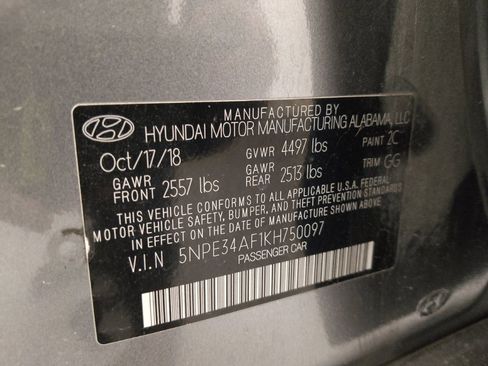 MANUFACTURED BY
HYUNDAI MOTOR MANUFACTURING ALABAMA, LLC
Oct/17/18 GVWR 4497 lbs PAINT 2C
GAWR FRONT 2557 lbs GAWR REAR 2513 lbs TRIM GG
THIS VEHICLE CONFORMS TO ALL APPLICABLE U.S.A. FEDERAL
MOTOR VEHICLE SAFETY, BUMPER, AND THEFT PREVENTION
STANDARDS IN EFFECT ON THE DATE OF MANUFACTURE SHOWN ABOVE.
V.I.N 5NPE34AF1KH750097
PASSENGER CAR